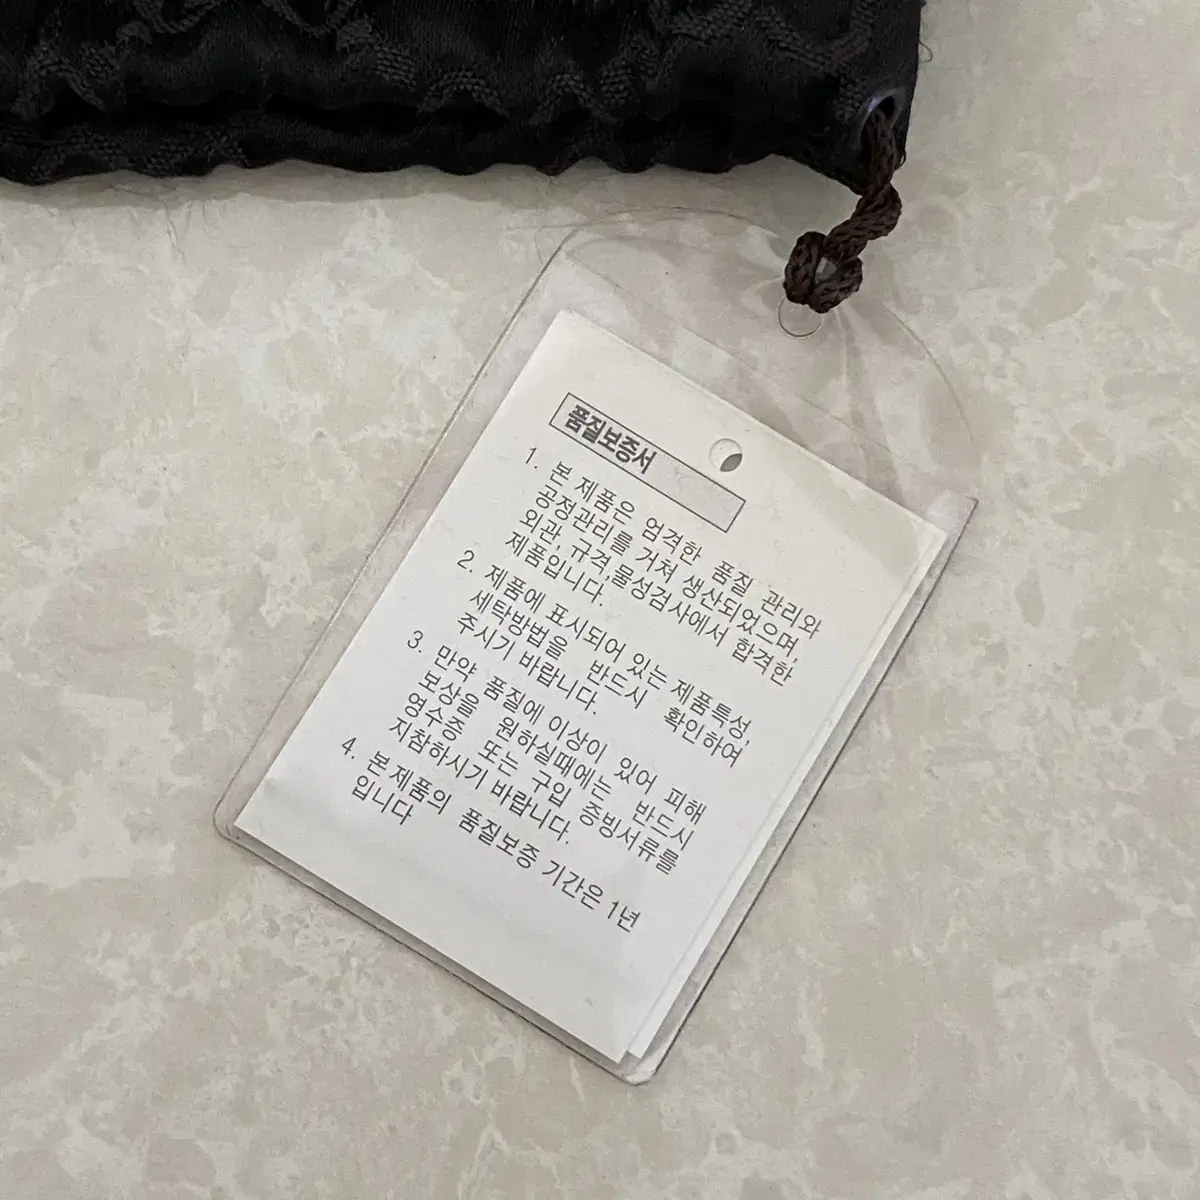 품질보증서
1. 본 제품은 엄격한 품질 관리와
공정관리를 거쳐 생산되었으며,
외관, 규격, 물성검사에서 합격한
제품입니다.
2. 제품에 표시되어 있는 제품특성,
세탁방법을 반드시 확인하여
주시기 바랍니다.
3. 만약 품질에 이상이 있어 피해
보상을 원하실때에는 반드시
영수증 또는 구입 증빙서류를
지참하시기 바랍니다.
4. 본제품의 품질보증 기간은 1년
입니다